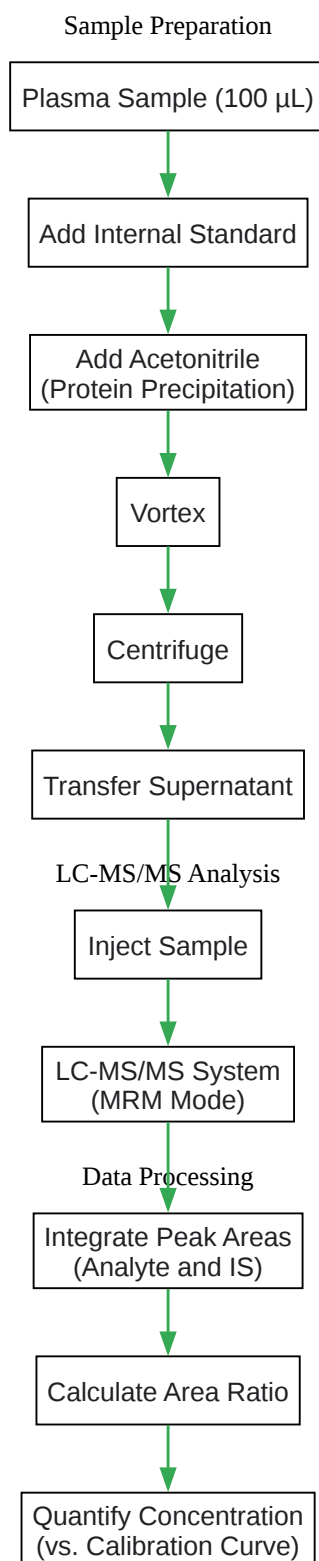 Sample Preparation
Plasma Sample (100 µL)
Add Internal Standard
Add Acetonitrile
(Protein Precipitation)
Vortex
Centrifuge
Transfer Supernatant
LC-MS/MS Analysis
Inject Sample
LC-MS/MS System
(MRM Mode)
Data Processing
Integrate Peak Areas
(Analyte and IS)
Calculate Area Ratio
Quantify Concentration
(vs. Calibration Curve)